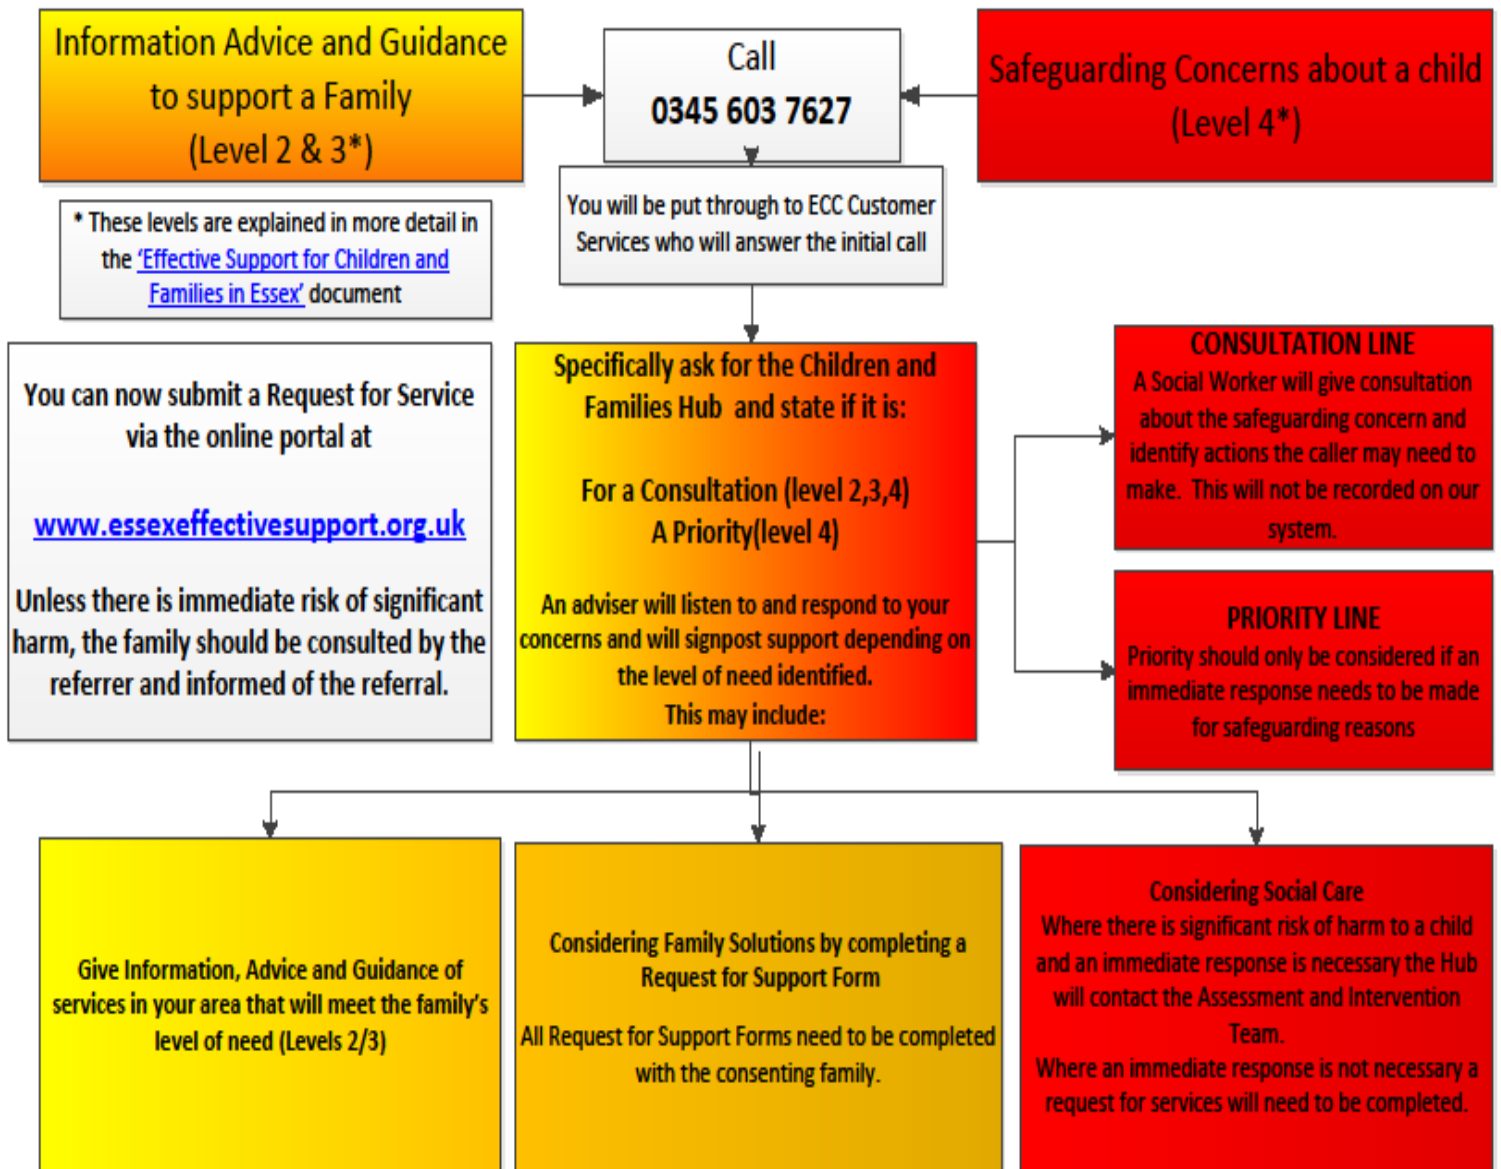 Information Advice and Guidance
to support a Family
(Level 2 & 3*)
Call
0345 603 7627
Safeguarding Concerns about a child
(Level 4*)
* These levels are explained in more detail in
the ‘Effective Support for Children and
Families in Essex’ document
You will be put through to ECC Customer
Services who will answer the initial call
You can now submit a Request for Service
via the online portal at
www.essexeffectivesupport.org.uk
Unless there is immediate risk of significant
harm, the family should be consulted by the
referrer and informed of the referral.
Specifically ask for the Children and
Families Hub and state if it is:
For a Consultation (level 2,3,4)
A Priority(level 4)
An adviser will listen to and respond to your
concerns and will signpost support depending on
the level of need identified.
This may include:
CONSULTATION LINE
A Social Worker will give consultation
about the safeguarding concern and
identify actions the caller may need to
make. This will not be recorded on our
system.
PRIORITY LINE
Priority should only be considered if an
immediate response needs to be made
for safeguarding reasons
Give Information, Advice and Guidance of
services in your area that will meet the family’s
level of need (Levels 2/3)
Considering Family Solutions by completing a
Request for Support Form
All Request for Support Forms need to be completed
with the consenting family.
Considering Social Care
Where there is significant risk of harm to a child
and an immediate response is necessary the Hub
will contact the Assessment and Intervention
Team.
Where an immediate response is not necessary a
request for services will need to be completed.